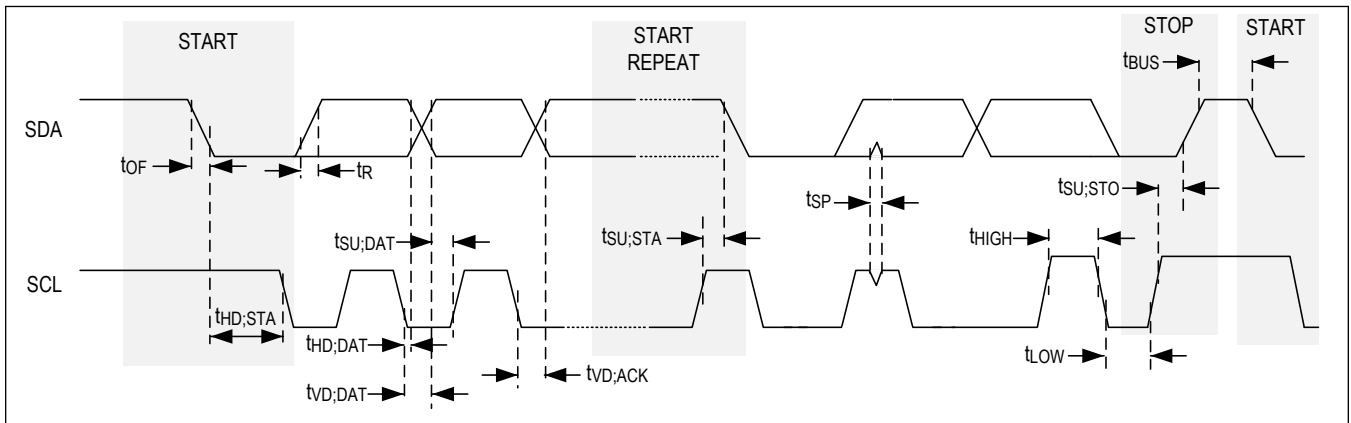 START
START
REPEAT
STOP
START
tBUS
SDA
tOF
tR
tSP
tSU;STO
tSU;DAT
tSU;STA
tHIGH
SCL
tHD;STA
tHD;DAT
tVD;ACK
tLOW
tVD;DAT